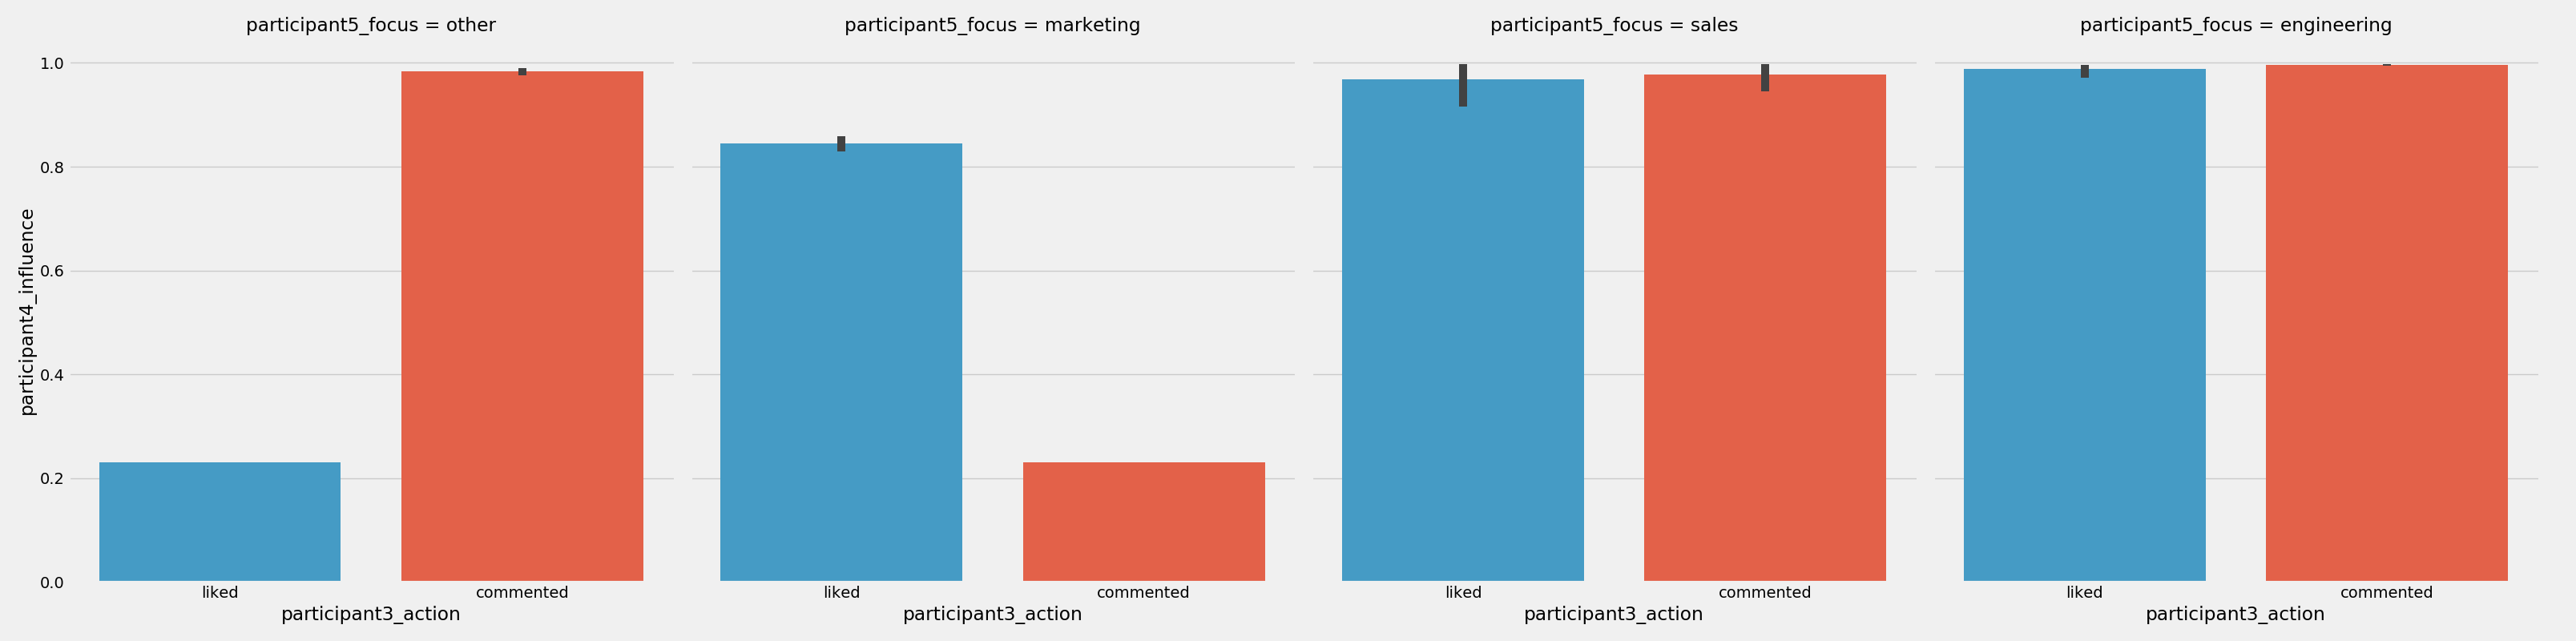 participant5_focus = other
participant5_focus = marketing
participant5_focus = sales
participant5_focus = engineering
participant4_influence
1.0
0.8
0.6
0.4
0.2
0.0
liked
commented
liked
commented
liked
commented
liked
commented
participant3_action
participant3_action
participant3_action
participant3_action